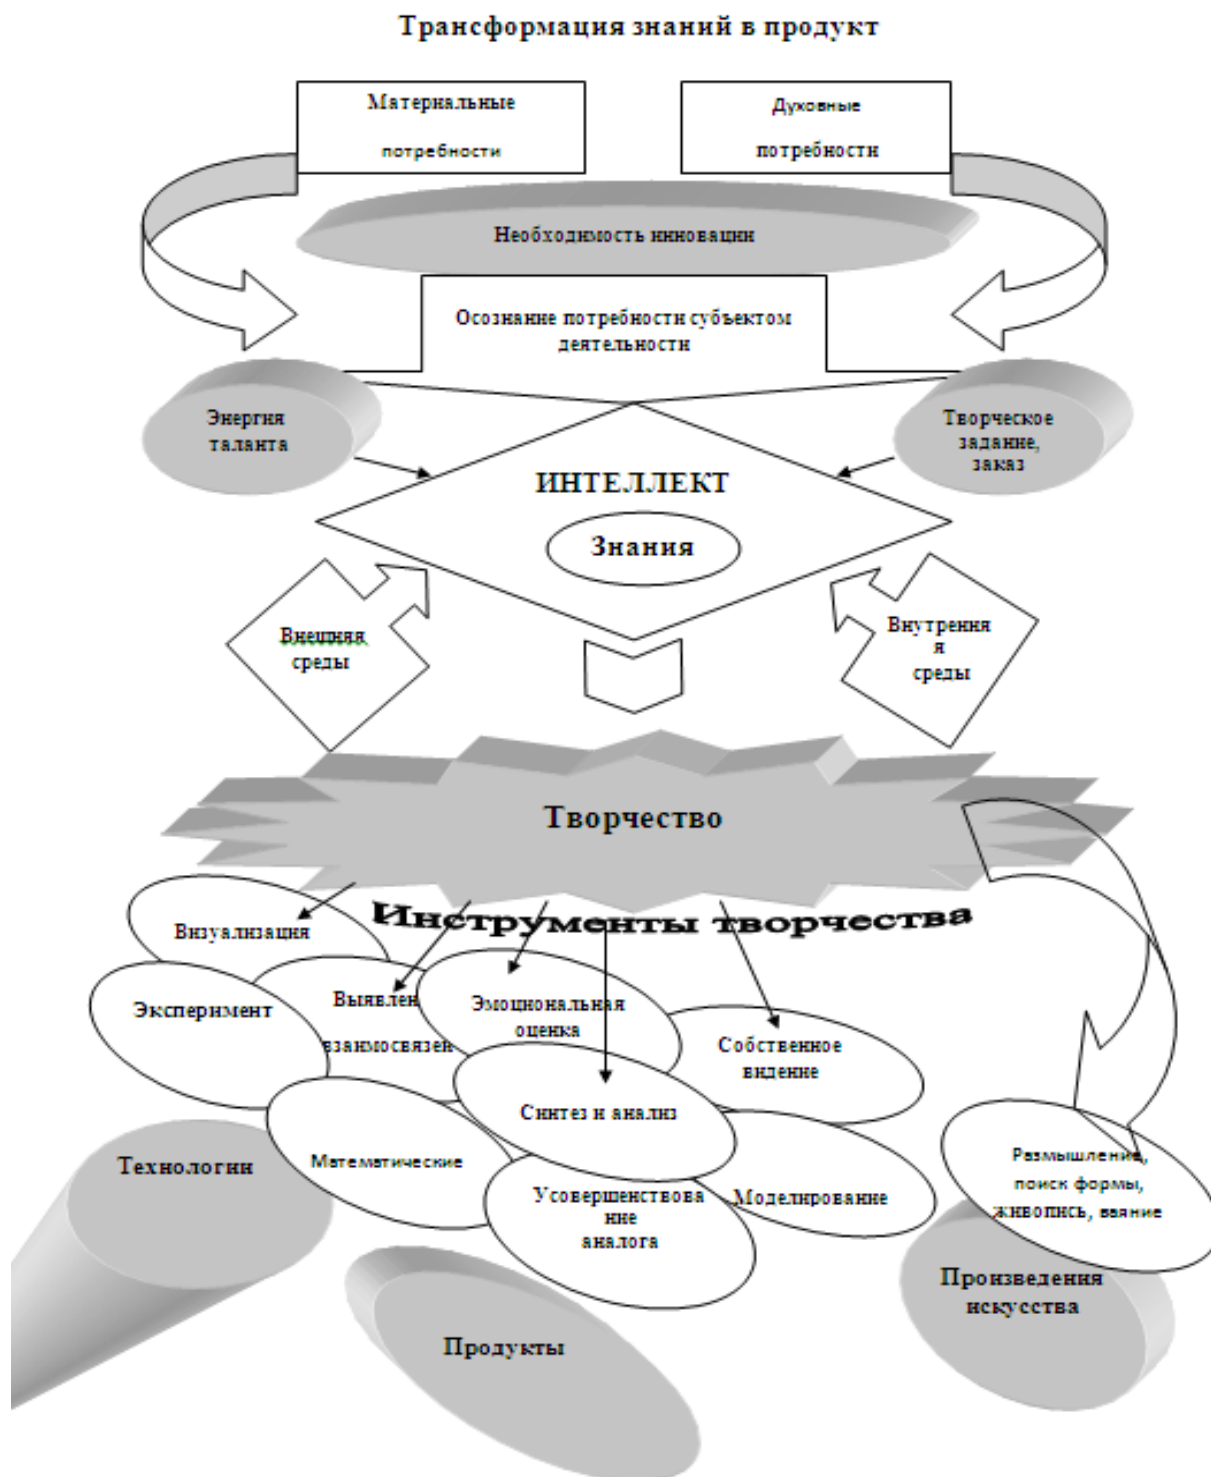 Трансформация знаний в продукт
Материальные
потребности
Духовные
потребности
Необходимость инновации
Осознание потребности субъектом
деятельности
Энергия
таланта
Творческое
задание,
заказ
ИНТЕЛЛЕКТ
Знания
Внешняя
среды
Внутренн
я
среды
Творчество
Инструменты творчества
Визуализация
Эксперимент
Выявлен
взаимосвязей
Эмоциональная
оценка
Собственное
видение
Синтез и анализ
Математические
Усовершенствова
ние
аналога
Моделирование
Технологии
Размышление,
поиск формы,
живопись, ваяние
Произведения
искусства
Продукты